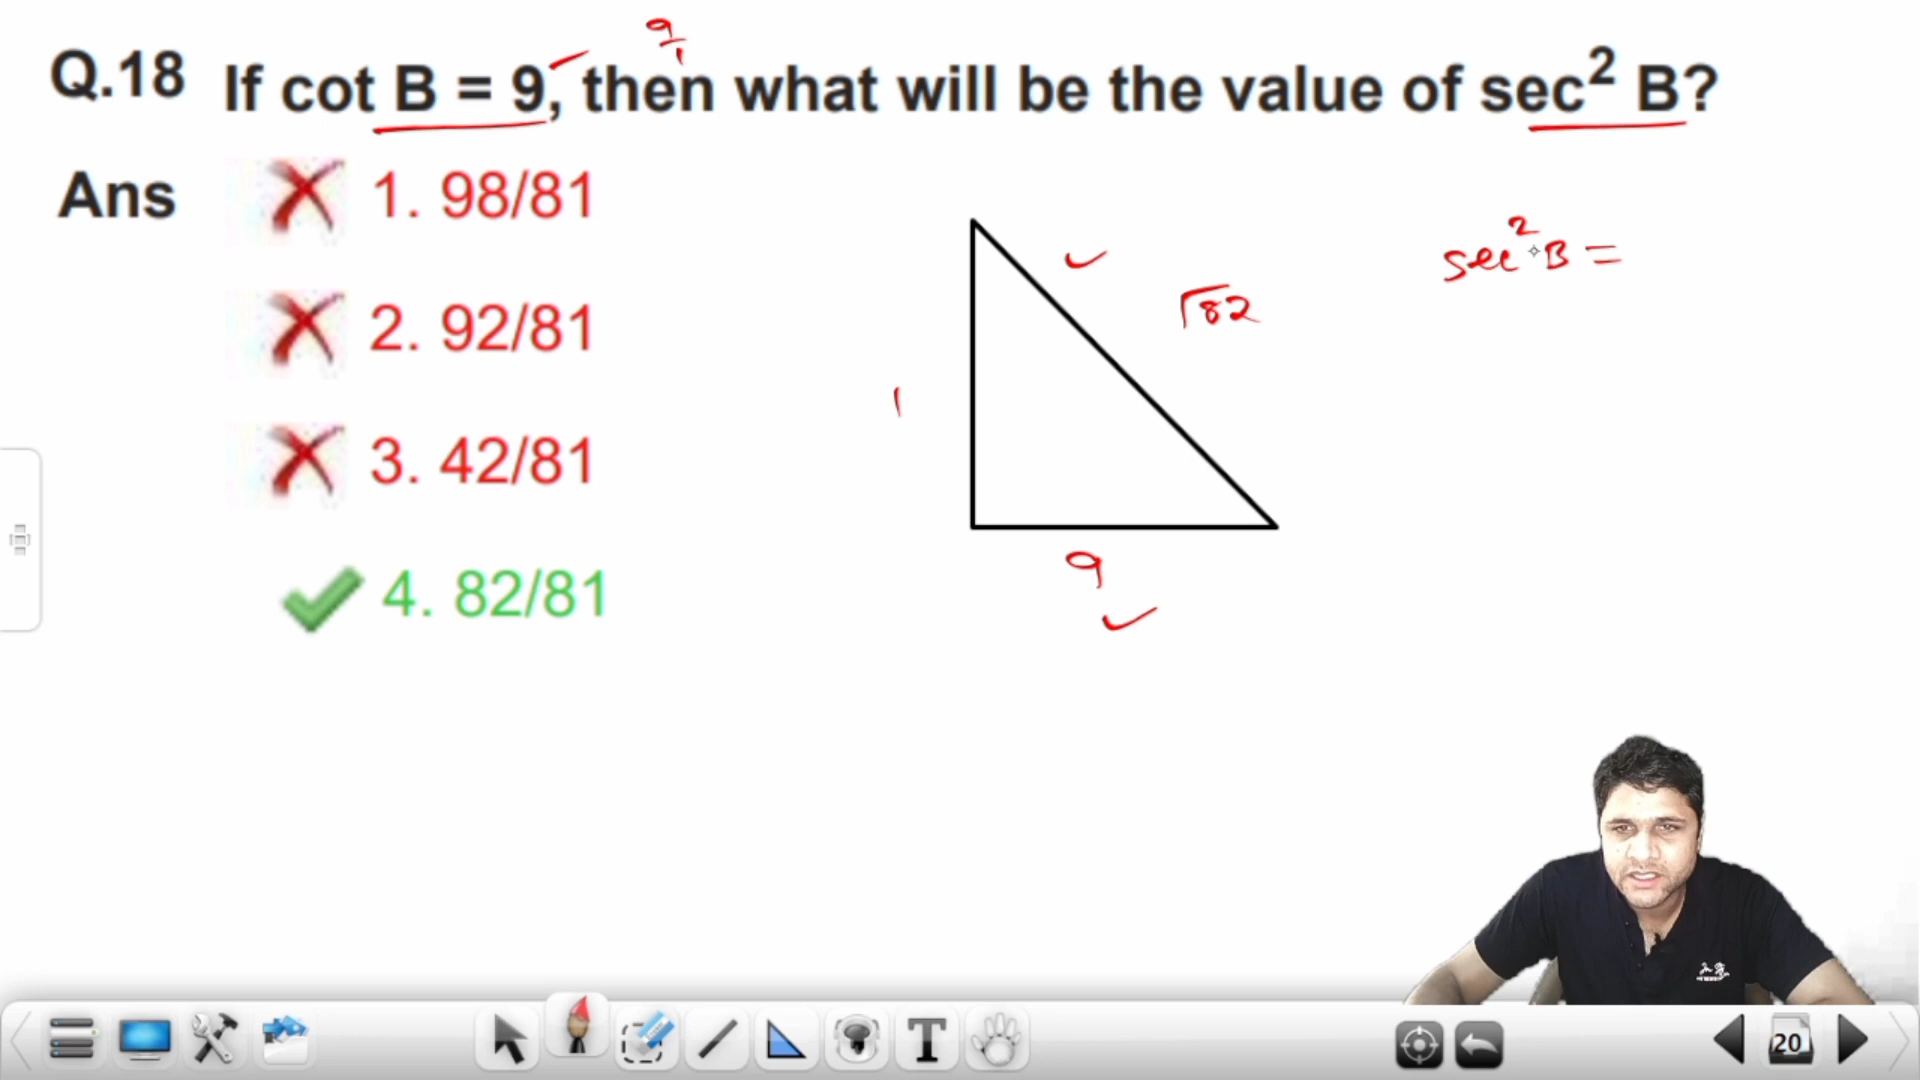 9/1
Q.18 If cot B = 9, then what will be the value of sec² B?
Ans
1. 98/81
2. 92/81
3. 42/81
4. 82/81
sec² B =
√82
1
9
T
20